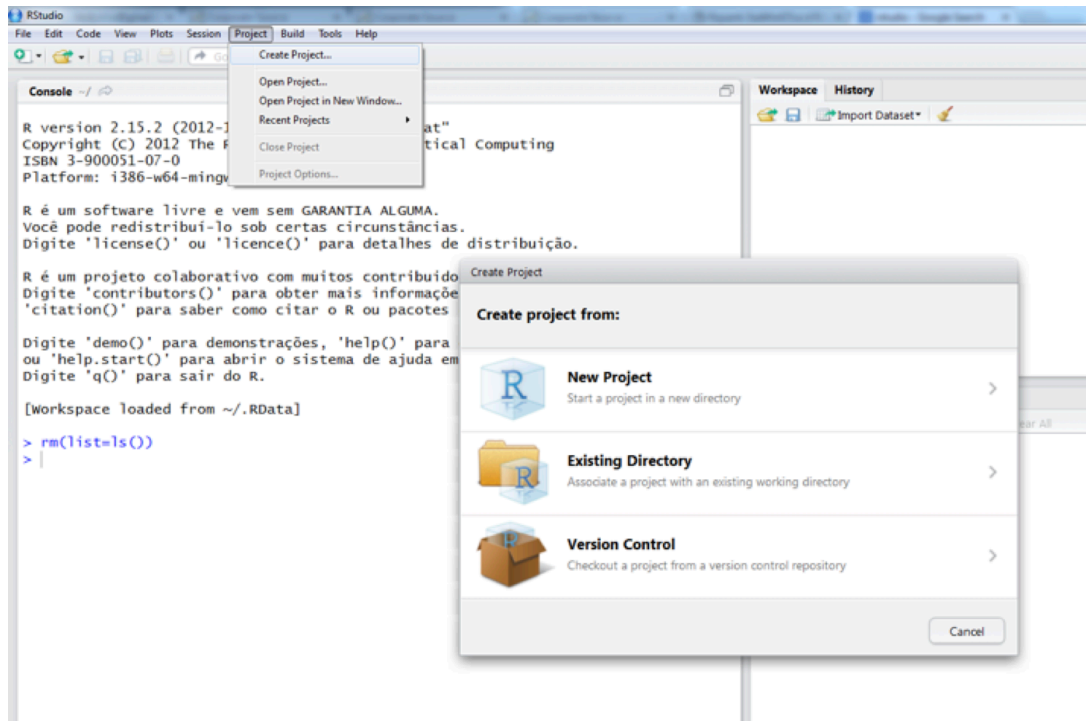 RStudio
File Edit Code View Plots Session Project Build Tools Help
Go
Create Project...
Open Project...
Open Project in New Window...
Recent Projects
Close Project
Project Options...
Console ~/
R version 2.15.2 (2012-1 at"
Copyright (C) 2012 The R tical Computing
ISBN 3-900051-07-0
Platform: i386-w64-mingw
R é um software livre e vem sem GARANTIA ALGUMA.
Você pode redistribuí-lo sob certas circunstâncias.
Digite 'license()' ou 'licence()' para detalhes de distribuição.
R é um projeto colaborativo com muitos contribuido
Digite 'contributors()' para obter mais informaçõe
'citation()' para saber como citar o R ou pacotes
Digite 'demo()' para demonstrações, 'help()' para
ou 'help.start()' para abrir o sistema de ajuda em
Digite 'q()' para sair do R.
[Workspace loaded from ~/.RData]
> rm(list=ls())
>
Workspace History
Import Dataset
ear All
Create Project
Create project from:
New Project
Start a project in a new directory
Existing Directory
Associate a project with an existing working directory
Version Control
Checkout a project from a version control repository
Cancel